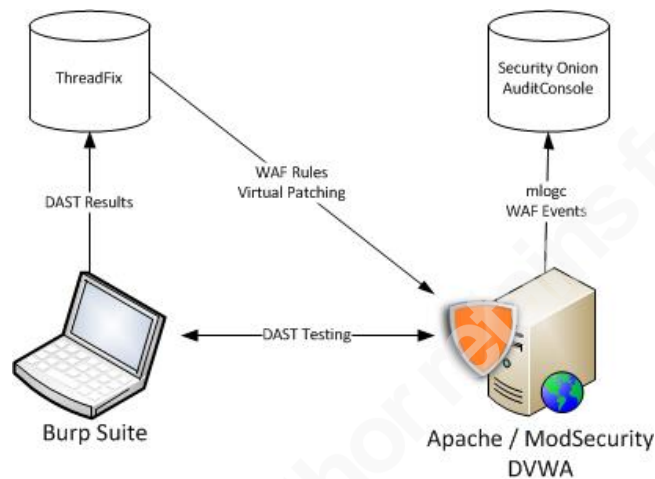 ThreadFix
Security Onion
AuditConsole
WAF Rules
Virtual Patching
DAST Results
mlogc
WAF Events
DAST Testing
Burp Suite
Apache / ModSecurity
DVWA